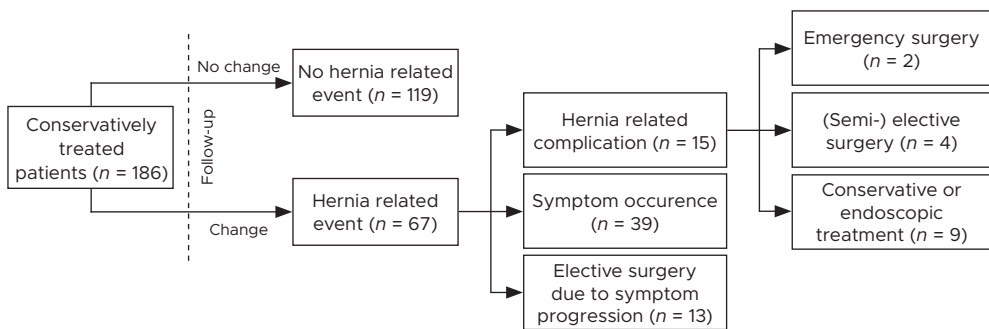 Conservatively
treated
patients (n = 186)
Follow-up
No change
No hernia related
event (n = 119)
Change
Hernia related
event (n = 67)
Hernia related
complication (n = 15)
Symptom occurence
(n = 39)
Elective surgery
due to symptom
progression (n = 13)
Emergency surgery
(n = 2)
(Semi-) elective
surgery (n = 4)
Conservative or
endoscopic
treatment (n = 9)